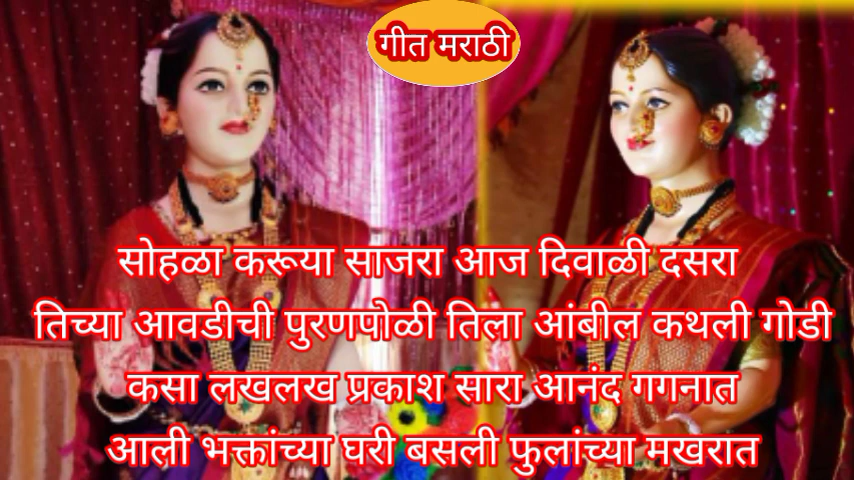 गीत मराठी
सोहळा करूया साजरा आज दिवाळी दसरा
तिच्या आवडीची पुरणपोळी तिला आंबील कथली गोडी
कसा लखलख प्रकाश सारा आनंद गगनात
आली भक्तांच्या घरी बसली फुलांच्या मखरात